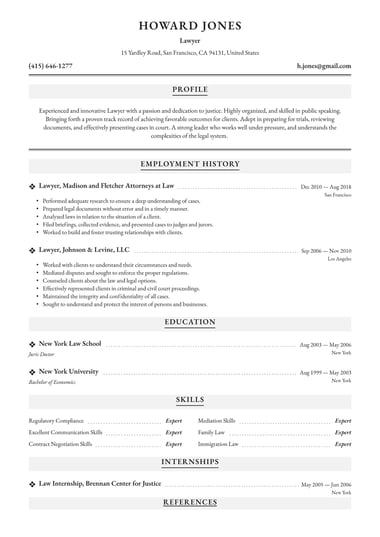 HOWARD JONES
Lawyer
15 Yardley Road, San Francisco, CA 94131, United States
(415) 646-1277
h.jones@gmail.com
PROFILE
Experienced and innovative Lawyer with a passion and dedication to justice. Highly organized, and skilled in public speaking.
Bringing forth a proven track record of achieving favorable outcomes for clients. Adept in preparing for trials, reviewing
documents, and effectively presenting cases in court. A strong leader who works well under pressure, and understands the
complexities of the legal system.
EMPLOYMENT HISTORY
Lawyer, Madison and Fletcher Attorneys at Law Dec 2010 — Aug 2018
San Francisco
• Performed adequate research to ensure a deep understanding of cases.
• Prepared legal documents without error and in a timely manner.
• Analyzed laws in relation to the situation of a client.
• Filed briefings, collected evidence, and presented cases to judges and jurors.
• Worked to build and foster trusting relationships with clients.
Lawyer, Johnson & Levine, LLC Sep 2006 — Nov 2010
Los Angeles
• Worked with clients to understand their circumstances and needs.
• Mediated disputes and sought to enforce the proper regulations.
• Counseled clients about the law and legal options.
• Effectively represented clients in criminal and civil court proceedings.
• Maintained the integrity and confidentiality of all cases.
• Sought to understand and protect the interest of persons and businesses.
EDUCATION
New York Law School Aug 2003 — May 2006
Juris Doctor New York
New York University Aug 1999 — May 2003
Bachelor of Economics New York
SKILLS
Regulatory Compliance Expert Mediation Skills Expert
Excellent Communication Skills Expert Family Law Expert
Contract Negotiation Skills Expert Immigration Law Expert
INTERNSHIPS
Law Internship, Brennan Center for Justice May 2005 — Jun 2006
New York
REFERENCES